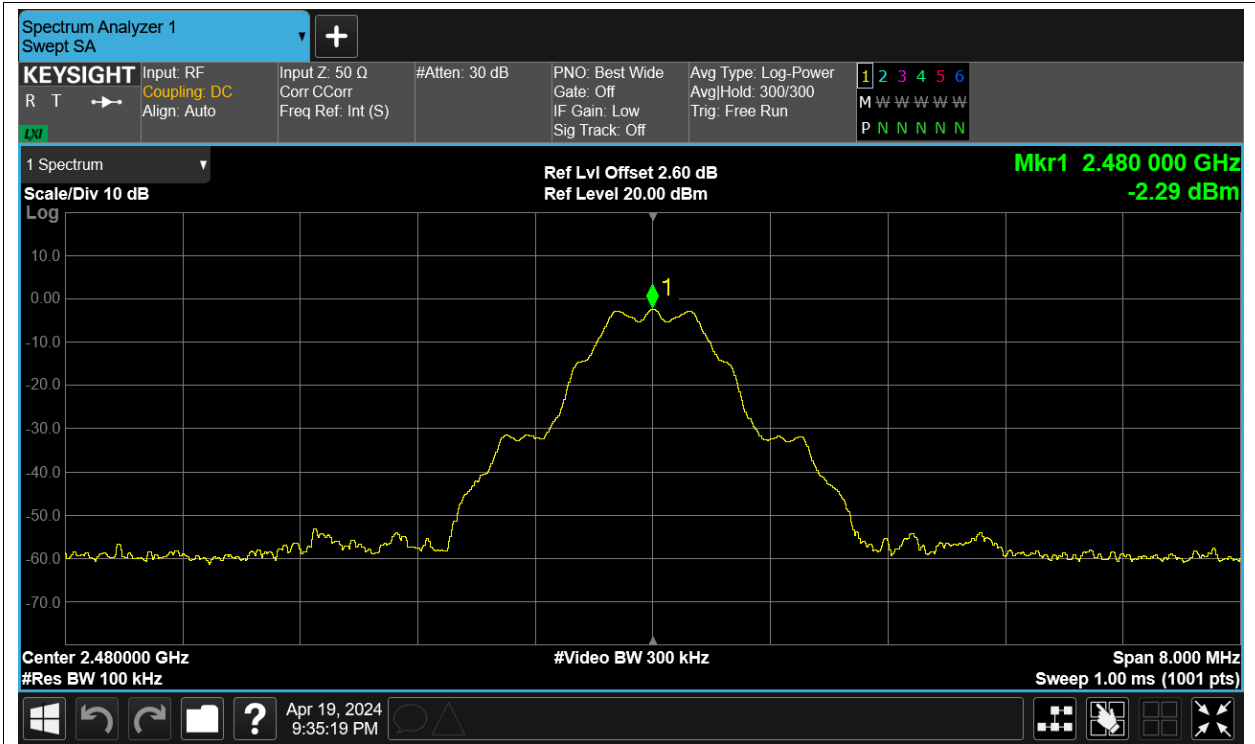 Spectrum Analyzer 1
Swept SA
+
KEYSIGHT
R T
LXI
Input: RF
Coupling: DC
Align: Auto
Input Z: 50 Ω
Corr CCorr
Freq Ref: Int (S)
#Atten: 30 dB
PNO: Best Wide
Gate: Off
IF Gain: Low
Sig Track: Off
Avg Type: Log-Power
Avg|Hold: 300/300
Trig: Free Run
1 2 3 4 5 6
M W W W W W
P N N N N N
1 Spectrum
Scale/Div 10 dB
Log
Ref Lvl Offset 2.60 dB
Ref Level 20.00 dBm
Mkr1 2.480 000 GHz
-2.29 dBm
10.0
0.00
-10.0
-20.0
-30.0
-40.0
-50.0
-60.0
-70.0
1
Center 2.480000 GHz
#Res BW 100 kHz
#Video BW 300 kHz
Span 8.000 MHz
Sweep 1.00 ms (1001 pts)
?
Apr 19, 2024
9:35:19 PM